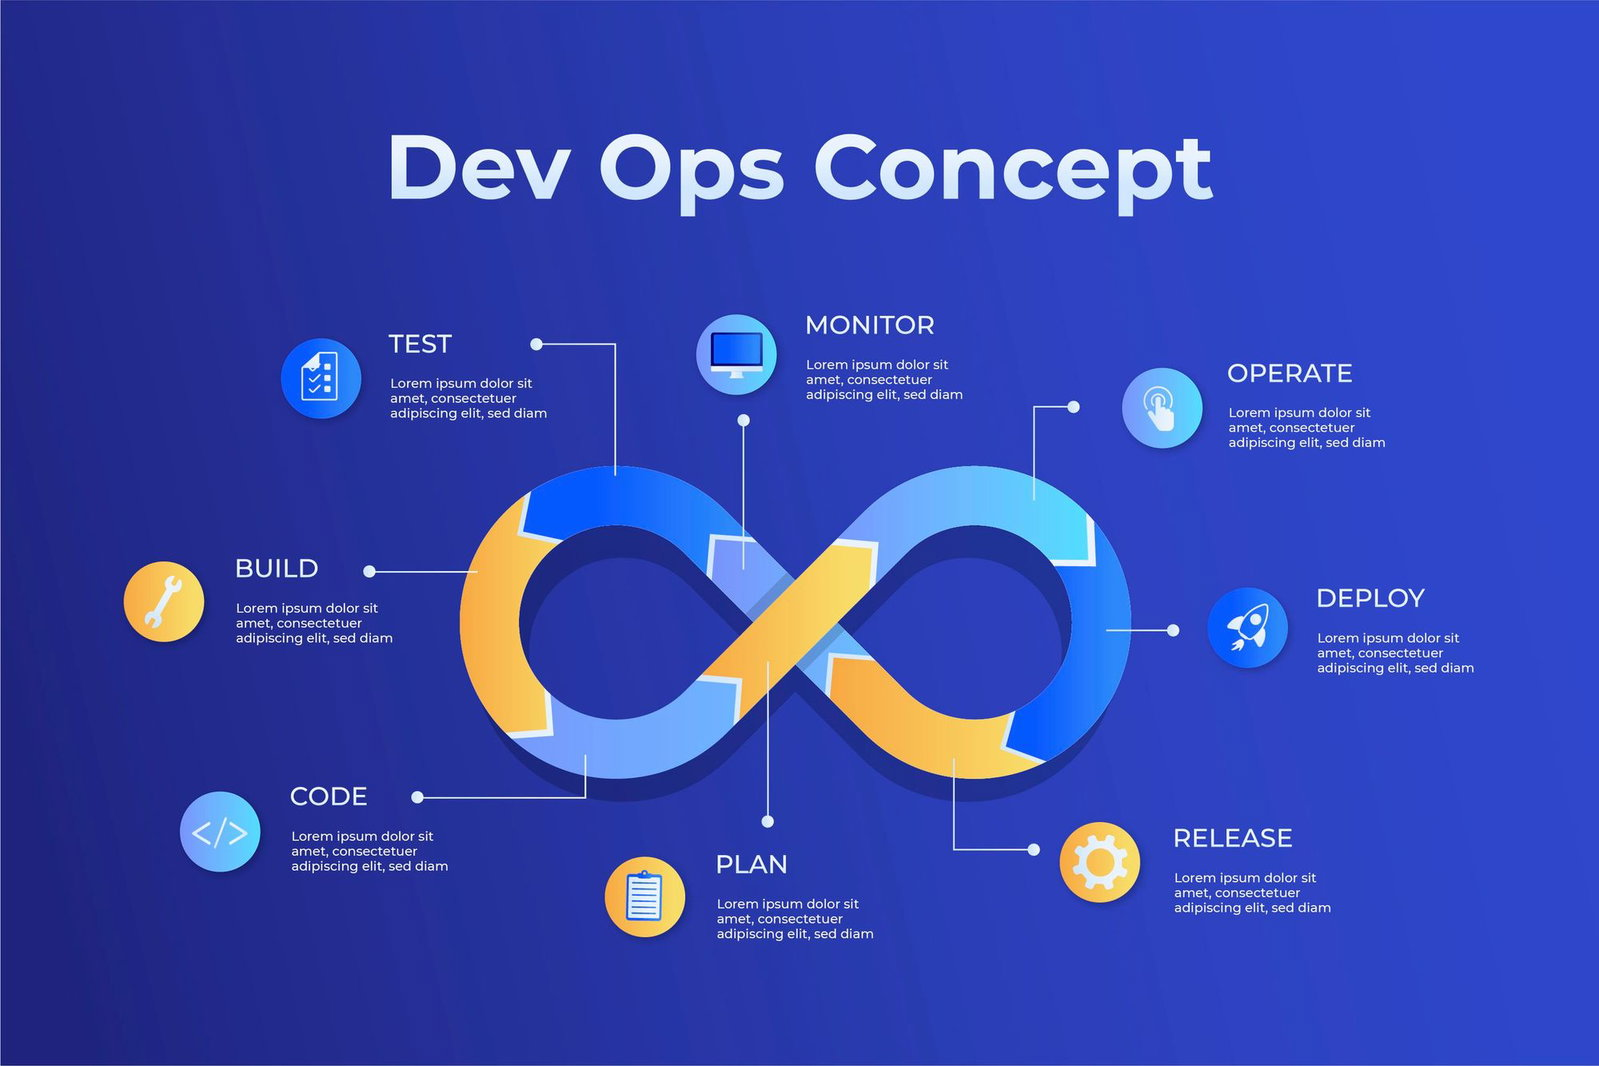 Dev Ops Concept
TEST
Lorem ipsum dolor sit
amet, consectetuer
adipiscing elit, sed diam
MONITOR
Lorem ipsum dolor sit
amet, consectetuer
adipiscing elit, sed diam
OPERATE
Lorem ipsum dolor sit
amet, consectetuer
adipiscing elit, sed diam
BUILD
Lorem ipsum dolor sit
amet, consectetuer
adipiscing elit, sed diam
DEPLOY
Lorem ipsum dolor sit
amet, consectetuer
adipiscing elit, sed diam
CODE
Lorem ipsum dolor sit
amet, consectetuer
adipiscing elit, sed diam
PLAN
Lorem ipsum dolor sit
amet, consectetuer
adipiscing elit, sed diam
RELEASE
Lorem ipsum dolor sit
amet, consectetuer
adipiscing elit, sed diam